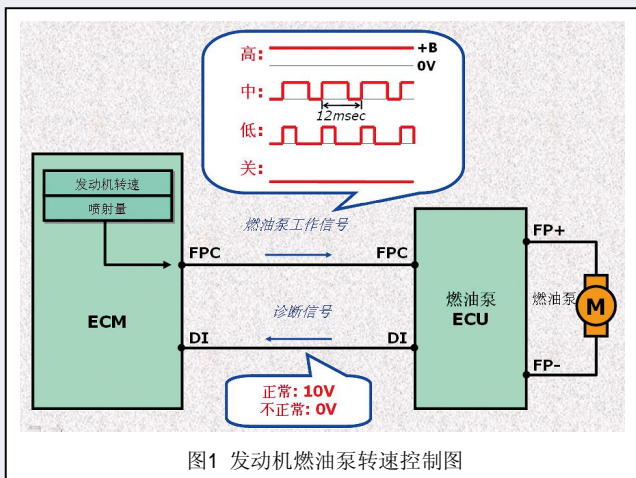 高: +B
0V
中:
12msec
低:
关:
发动机转速
喷射量
燃油泵工作信号
FPC FPC
FP+
燃油泵
ECU
燃油泵
M
ECM
诊断信号
DI DI
FP-
正常: 10V
不正常: 0V
图1 发动机燃油泵转速控制图